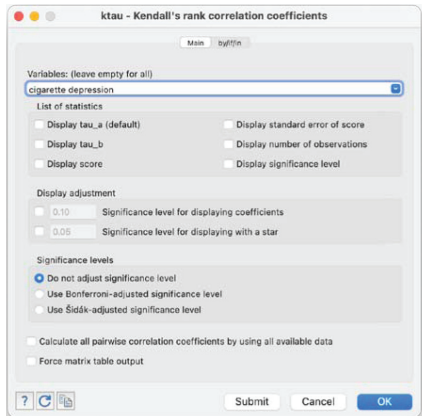 ktau - Kendall's rank correlation coefficients
Main by/if/in
Variables: (leave empty for all)
cigarette depression
List of statistics
Display tau_a (default) Display standard error of score
Display tau_b Display number of observations
Display score Display significance level
Display adjustment
0.10 Significance level for displaying coefficients
0.05 Significance level for displaying with a star
Significance levels
Do not adjust significance level
Use Bonferroni-adjusted significance level
Use Šidák-adjusted significance level
Calculate all pairwise correlation coefficients by using all available data
Force matrix table output
? Submit Cancel OK